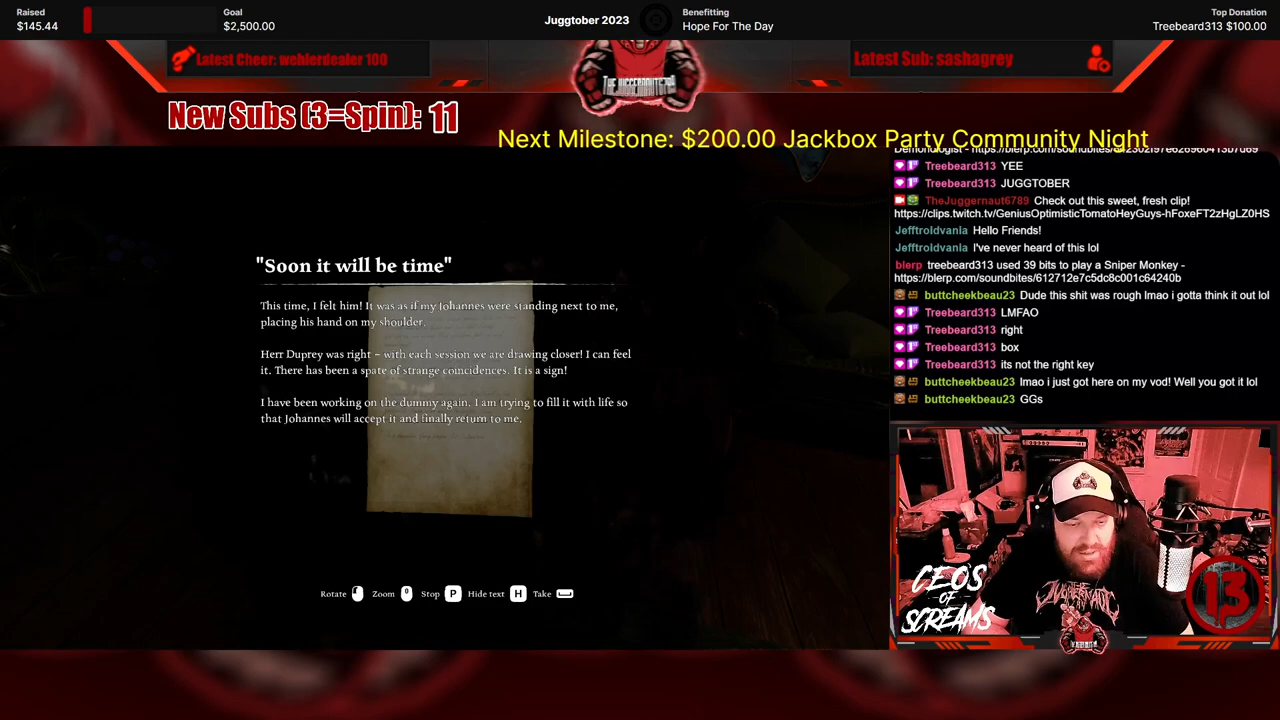 Raised
$145.44
Goal
$2,500.00
Juggtober 2023
Benefitting
Hope For The Day
Top Donation
Treebeard313 $100.00
Latest Cheer: wehlerdealer 100
THEJUGGERNAUT6789
Latest Sub: sashagrey
New Subs (3=Spin): 11
Next Milestone: $200.00 Jackbox Party Community Night
Treebeard313 YEE
Treebeard313 JUGGTOBER
TheJuggernaut6789 Check out this sweet, fresh clip!
https://clips.twitch.tv/GeniusOptimisticTomatoHeyGuys-hFoxeFT2zHgLZ0HS
Jefftroldvania Hello Friends!
Jefftroldvania I've never heard of this lol
blerp treebeard313 used 39 bits to play a Sniper Monkey -
https://blerp.com/soundbites/612712e7c5dc8c001c64240b
buttcheekbeau23 Dude this shit was rough lmao i gotta think it out lol
Treebeard313 LMFAO
Treebeard313 right
Treebeard313 box
Treebeard313 its not the right key
buttcheekbeau23 lmao i just got here on my vod! Well you got it lol
buttcheekbeau23 GGs
"Soon it will be time"
This time, I felt him! It was as if my Johannes were standing next to me,
placing his hand on my shoulder.
Herr Duprey was right – with each session we are drawing closer! I can feel
it. There has been a spate of strange coincidences. It is a sign!
I have been working on the dummy again. I am trying to fill it with life so
that Johannes will accept it and finally return to me.
Rotate Zoom Stop P Hide text H Take
CEOS
OF
SCREAMS
13